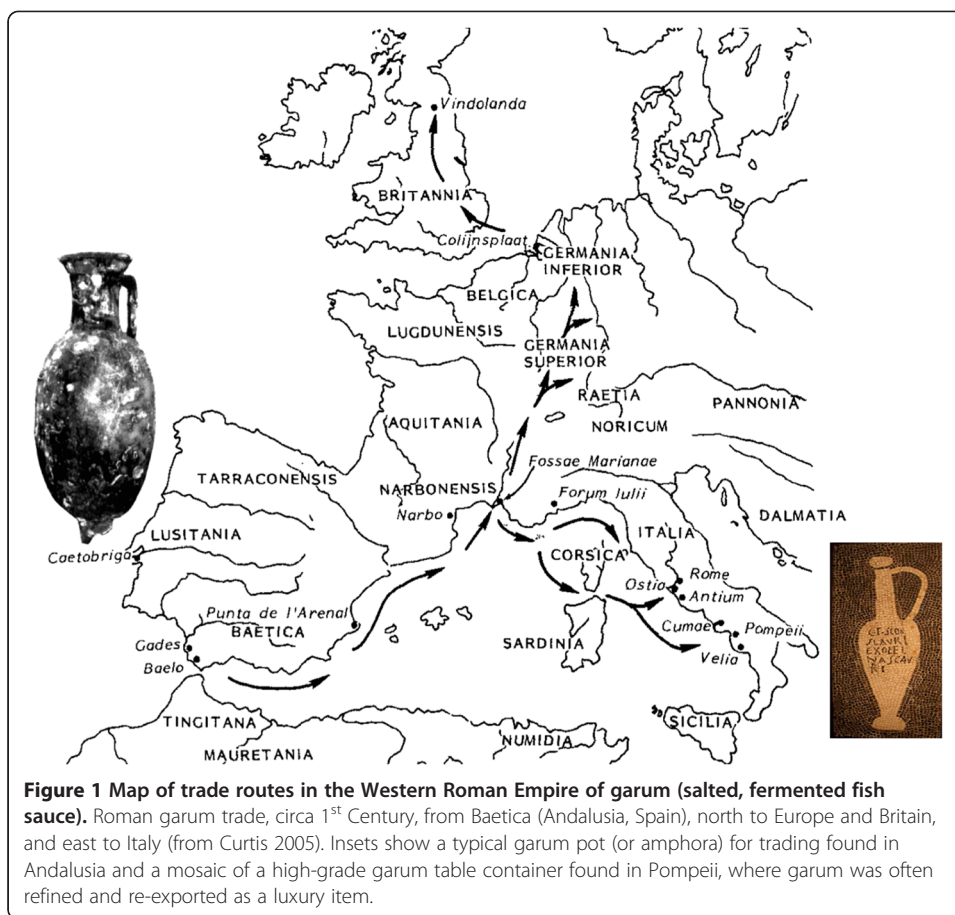 Vindolanda
BRITANNIA
Colijnsplaat
GERMANIA
INFERIOR
BELGICA
LUGDUNENSIS
GERMANIA
SUPERIOR
RAETIA
PANNONIA
NORICUM
AQUITANIA
Fossae Marianae
TARRACONENSIS
NARBONENSIS
Narbo
Forum Iulii
DALMATIA
ITALIA
LUSITANIA
CORSICA
Caetobriga
Rome
Ostia
Antium
Punta de l'Arenal
BAETICA
Cumae
Pompeii
Gades
SARDINIA
Velia
Baelo
TINGITANA
SICILIA
NUMIDIA
MAURETANIA
SCAURI
Figure 1 Map of trade routes in the Western Roman Empire of garum (salted, fermented fish
sauce). Roman garum trade, circa 1st Century, from Baetica (Andalusia, Spain), north to Europe and Britain,
and east to Italy (from Curtis 2005). Insets show a typical garum pot (or amphora) for trading found in
Andalusia and a mosaic of a high-grade garum table container found in Pompeii, where garum was often
refined and re-exported as a luxury item.